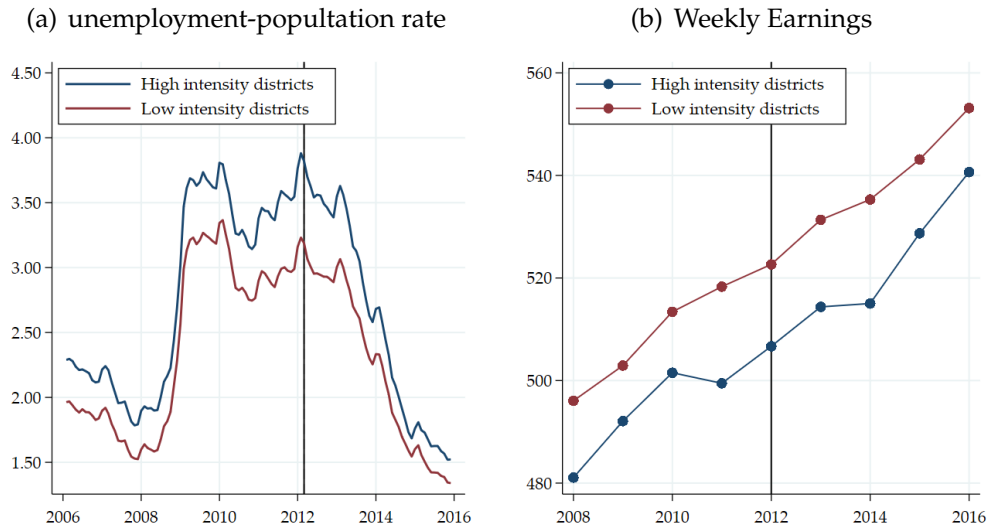 (a) unemployment-popultation rate
4.50
4.00
3.50
3.00
2.50
2.00
1.50
High intensity districts
Low intensity districts
2006 2008 2010 2012 2014 2016
(b) Weekly Earnings
560
540
520
500
480
High intensity districts
Low intensity districts
2008 2010 2012 2014 2016